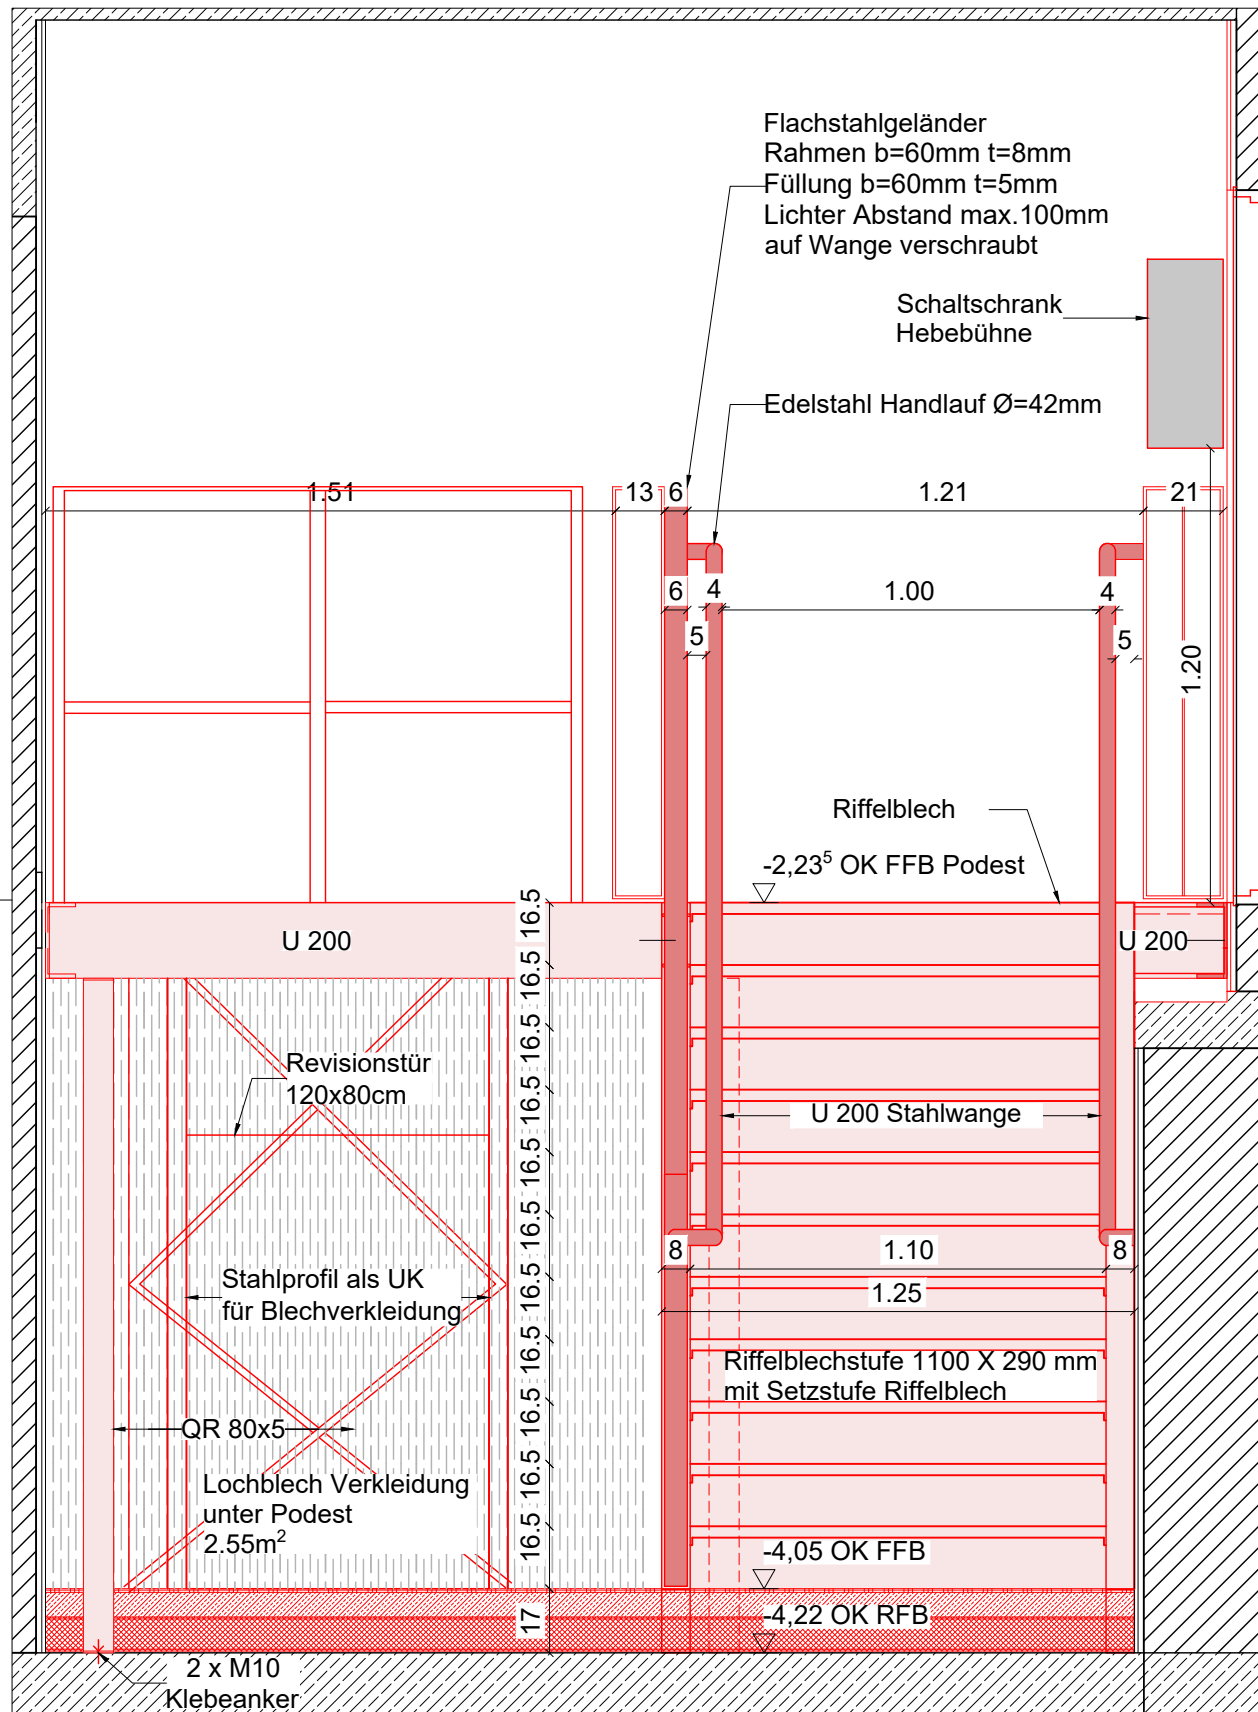 Flachstahlgeländer
Rahmen b=60mm t=8mm
Füllung b=60mm t=5mm
Lichter Abstand max.100mm
auf Wange verschraubt
Schaltschrank
Hebebühne
Edelstahl Handlauf Ø=42mm
1.51
13
6
1.21
21
6
4
1.00
4
5
5
1.20
Riffelblech
-2,23⁵ OK FFB Podest
U 200
U 200
16.5
16.5
16.5
16.5
16.5
16.5
16.5
16.5
16.5
16.5
16.5
17
Revisionstür
120x80cm
U 200 Stahlwange
8
1.10
8
1.25
Stahlprofil als UK
für Blechverkleidung
Riffelblechstufe 1100 X 290 mm
mit Setzstufe Riffelblech
QR 80x5
Lochblech Verkleidung
unter Podest
2.55m²
-4,05 OK FFB
-4,22 OK RFB
2 x M10
Klebeanker